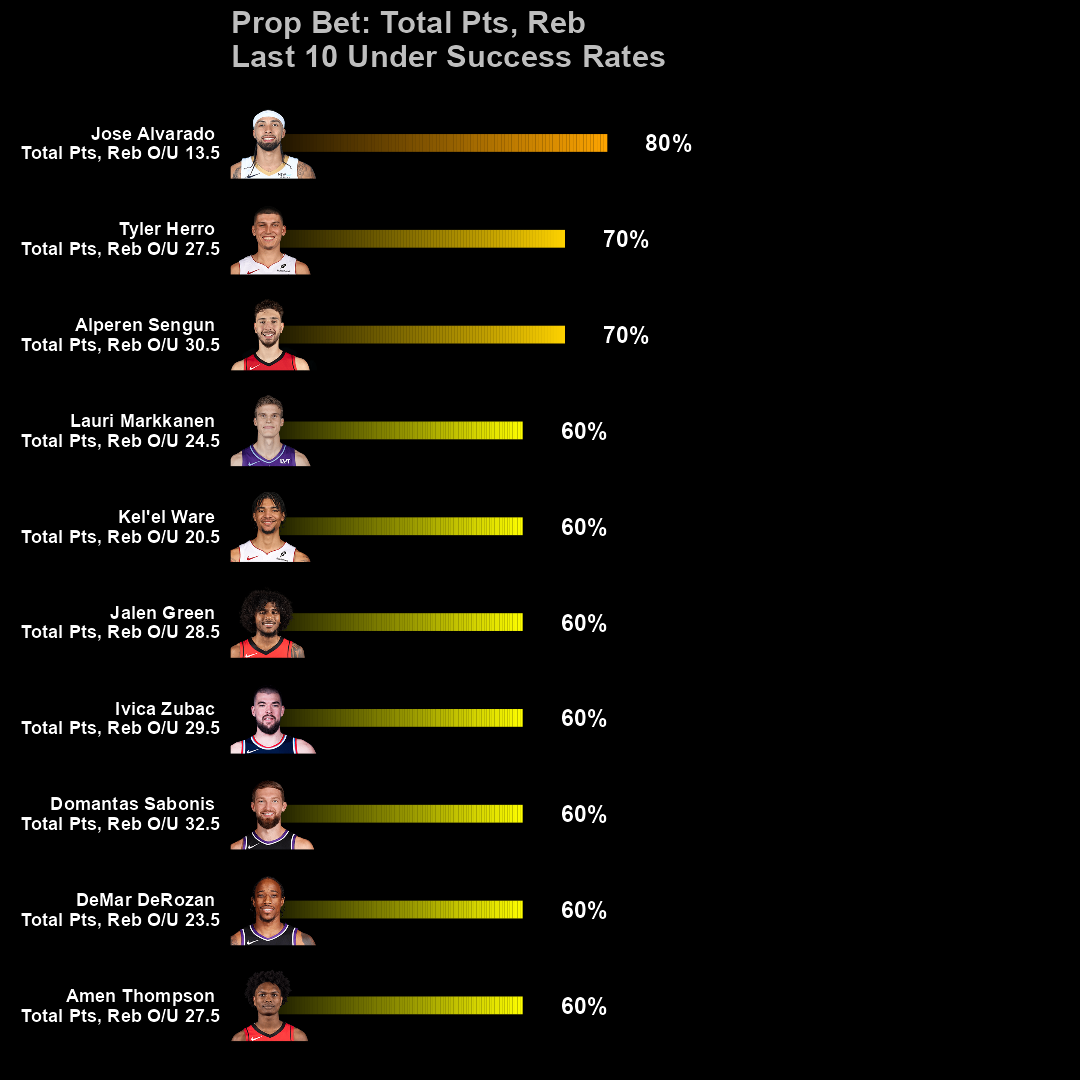 Prop Bet: Total Pts, Reb
Last 10 Under Success Rates
Jose Alvarado
Total Pts, Reb O/U 13.5
80%
Tyler Herro
Total Pts, Reb O/U 27.5
70%
Alperen Sengun
Total Pts, Reb O/U 30.5
70%
Lauri Markkanen
Total Pts, Reb O/U 24.5
60%
Kel'el Ware
Total Pts, Reb O/U 20.5
60%
Jalen Green
Total Pts, Reb O/U 28.5
60%
Ivica Zubac
Total Pts, Reb O/U 29.5
60%
Domantas Sabonis
Total Pts, Reb O/U 32.5
60%
DeMar DeRozan
Total Pts, Reb O/U 23.5
60%
Amen Thompson
Total Pts, Reb O/U 27.5
60%